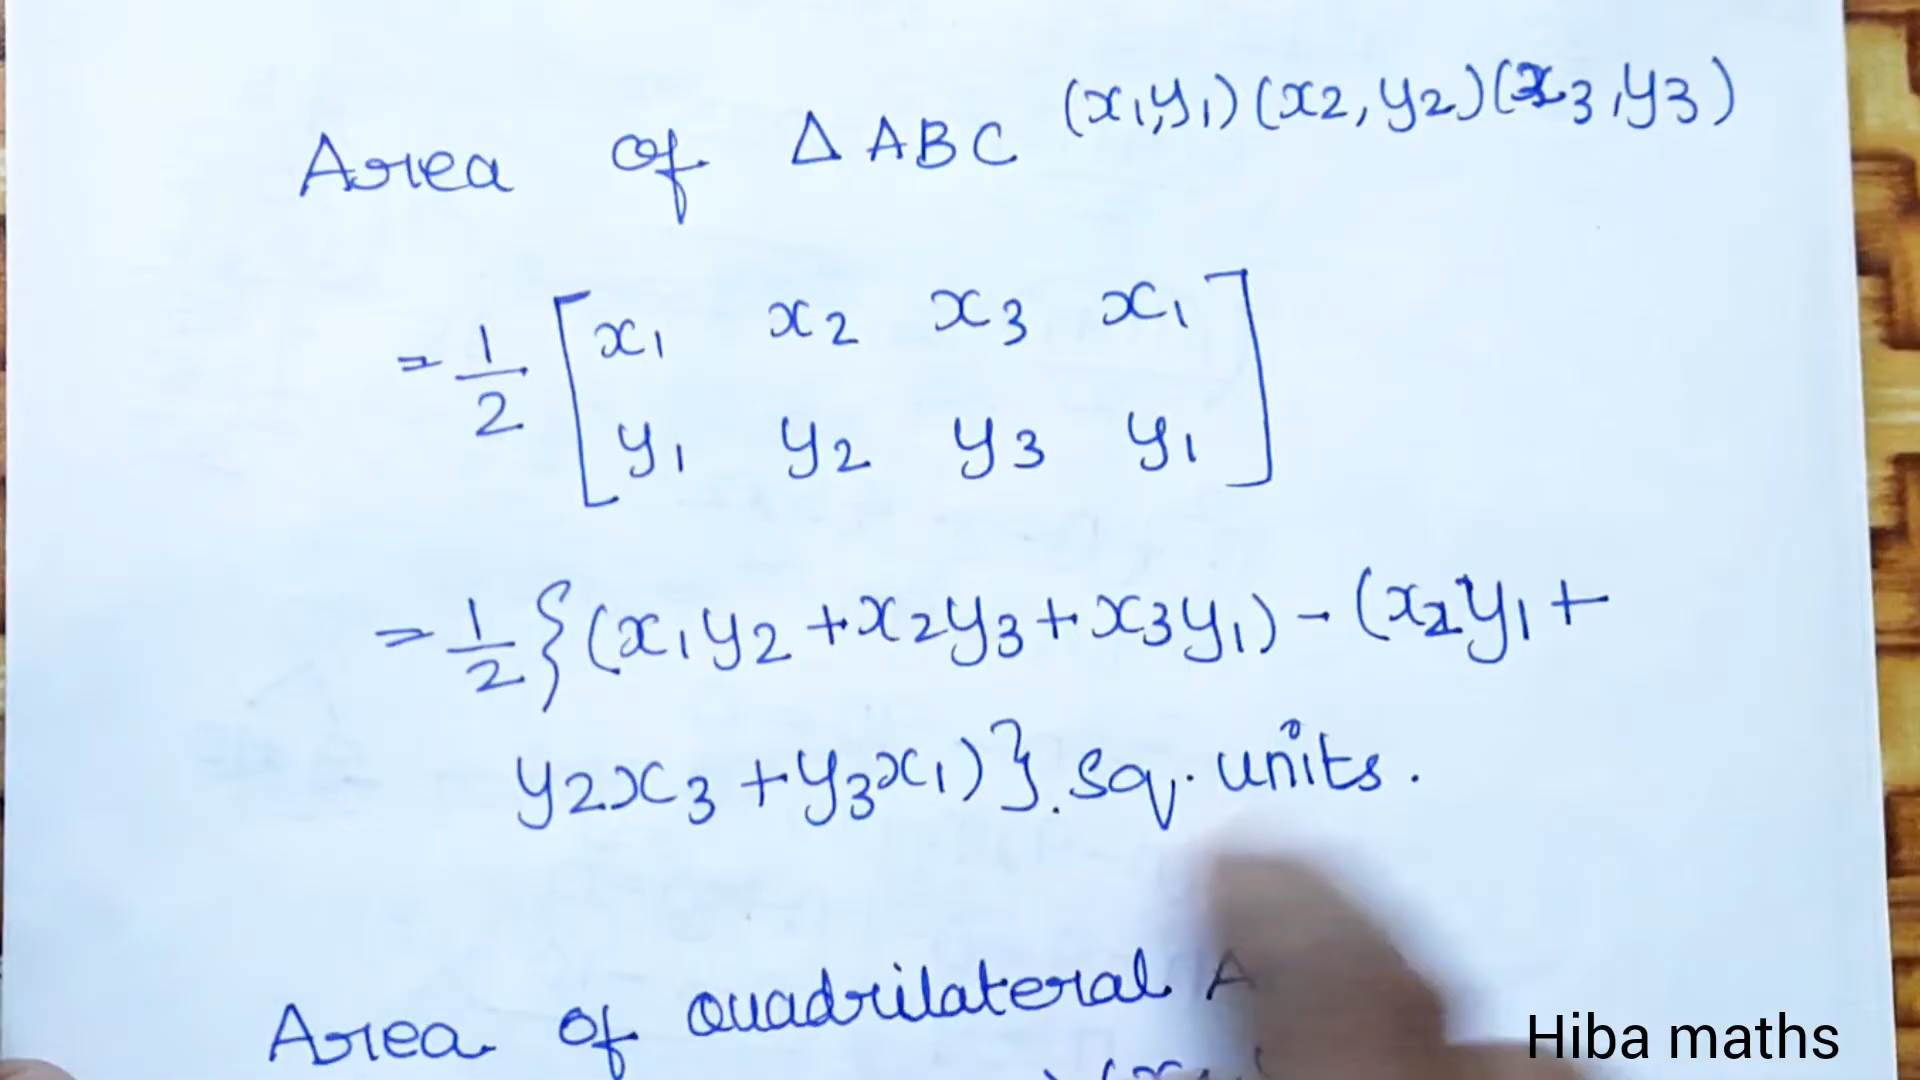 Area of △ABC (x1,y1)(x2,y2)(x3,y3)
= 1/2 [x1 x2 x3 x1
y1 y2 y3 y1]
= 1/2 {(x1y2+x2y3+x3y1) - (x2y1+
y2x3+y3x1)}. sq. units.
Area of quadrilateral A
Hiba maths